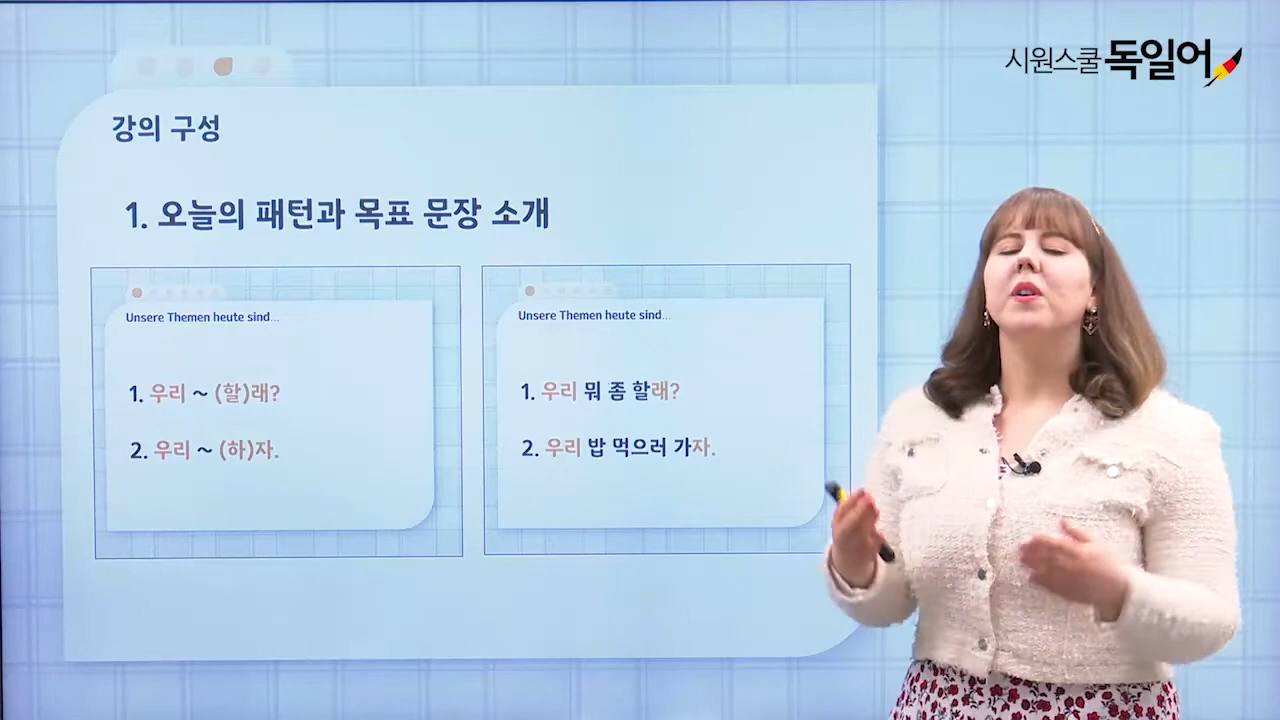 시원스쿨 독일어
강의 구성
1. 오늘의 패턴과 목표 문장 소개
Unsere Themen heute sind...
1. 우리 ~ (할)래?
2. 우리 ~ (하)자.
Unsere Themen heute sind...
1. 우리 뭐 좀 할래?
2. 우리 밥 먹으러 가자.